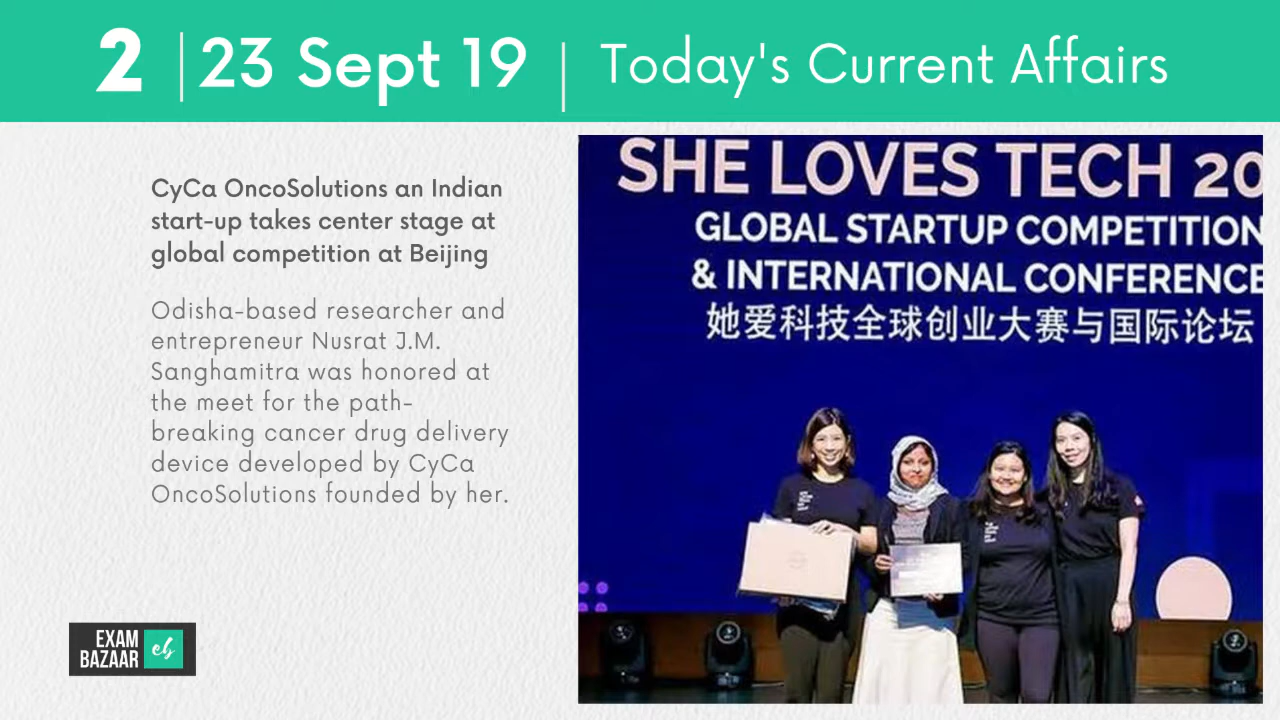 2 | 23 Sept 19 | Today's Current Affairs
CyCa OncoSolutions an Indian
start-up takes center stage at
global competition at Beijing
Odisha-based researcher and
entrepreneur Nusrat J.M.
Sanghamitra was honored at
the meet for the path-
breaking cancer drug delivery
device developed by CyCa
OncoSolutions founded by her.
SHE LOVES TECH 20
GLOBAL STARTUP COMPETITION
& INTERNATIONAL CONFERENCE
她爱科技全球创业大赛与国际论坛
EXAM
BAZAAR
eb